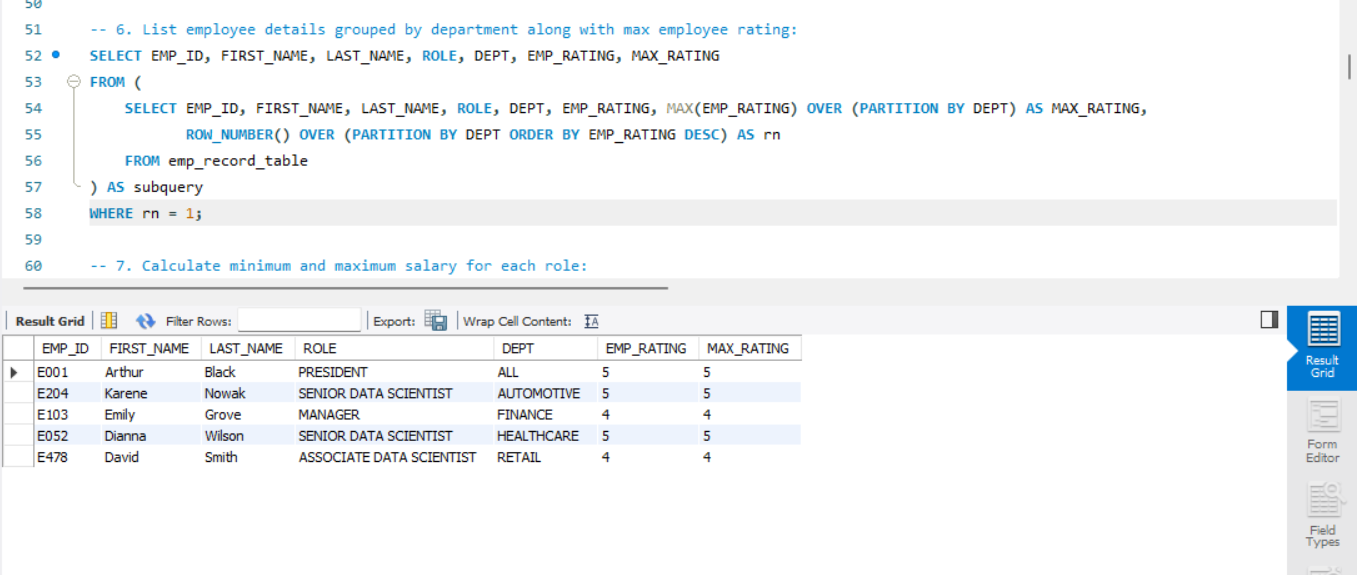 50
51 -- 6. List employee details grouped by department along with max employee rating:
52 SELECT EMP_ID, FIRST_NAME, LAST_NAME, ROLE, DEPT, EMP_RATING, MAX_RATING
53 FROM (
54 SELECT EMP_ID, FIRST_NAME, LAST_NAME, ROLE, DEPT, EMP_RATING, MAX(EMP_RATING) OVER (PARTITION BY DEPT) AS MAX_RATING,
55 ROW_NUMBER() OVER (PARTITION BY DEPT ORDER BY EMP_RATING DESC) AS rn
56 FROM emp_record_table
57 ) AS subquery
58 WHERE rn = 1;
59
60 -- 7. Calculate minimum and maximum salary for each role:
Result Grid Filter Rows: Export: Wrap Cell Content: IA
EMP_ID FIRST_NAME LAST_NAME ROLE DEPT EMP_RATING MAX_RATING
E001 Arthur Black PRESIDENT ALL 5 5
E204 Karene Nowak SENIOR DATA SCIENTIST AUTOMOTIVE 5 5
E103 Emily Grove MANAGER FINANCE 4 4
E052 Dianna Wilson SENIOR DATA SCIENTIST HEALTHCARE 5 5
E478 David Smith ASSOCIATE DATA SCIENTIST RETAIL 4 4
Result
Grid
Form
Editor
Field
Types